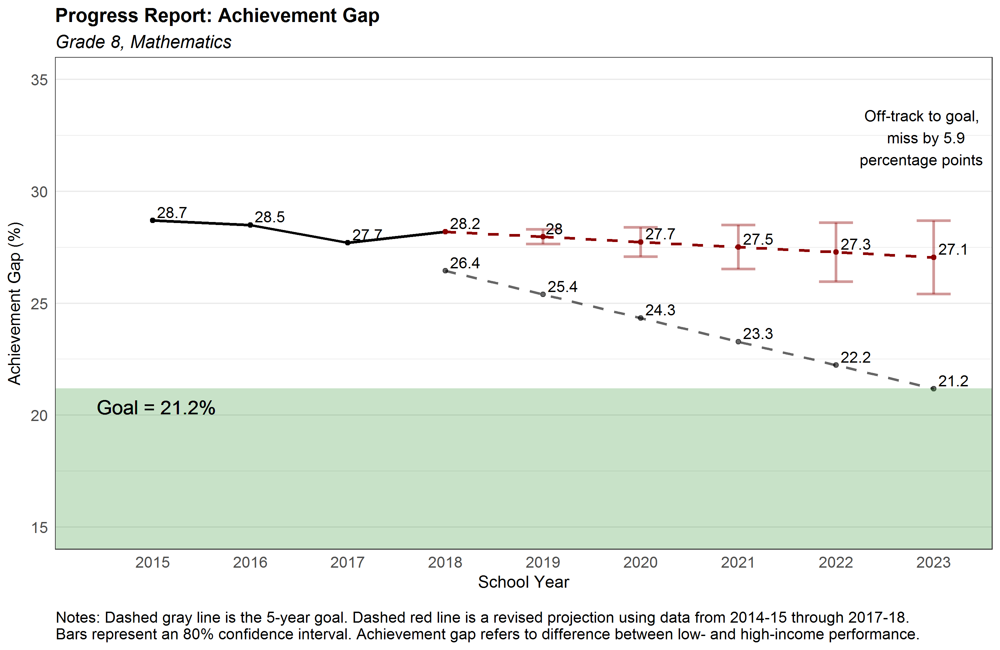 Progress Report: Achievement Gap
Grade 8, Mathematics
Achievement Gap (%)
35
30
25
20
15
Off-track to goal,
miss by 5.9
percentage points
28.7
28.5
27.7
28.2
28
27.7
27.5
27.3
27.1
26.4
25.4
24.3
23.3
22.2
21.2
Goal = 21.2%
2015 2016 2017 2018 2019 2020 2021 2022 2023
School Year
Notes: Dashed gray line is the 5-year goal. Dashed red line is a revised projection using data from 2014-15 through 2017-18.
Bars represent an 80% confidence interval. Achievement gap refers to difference between low- and high-income performance.